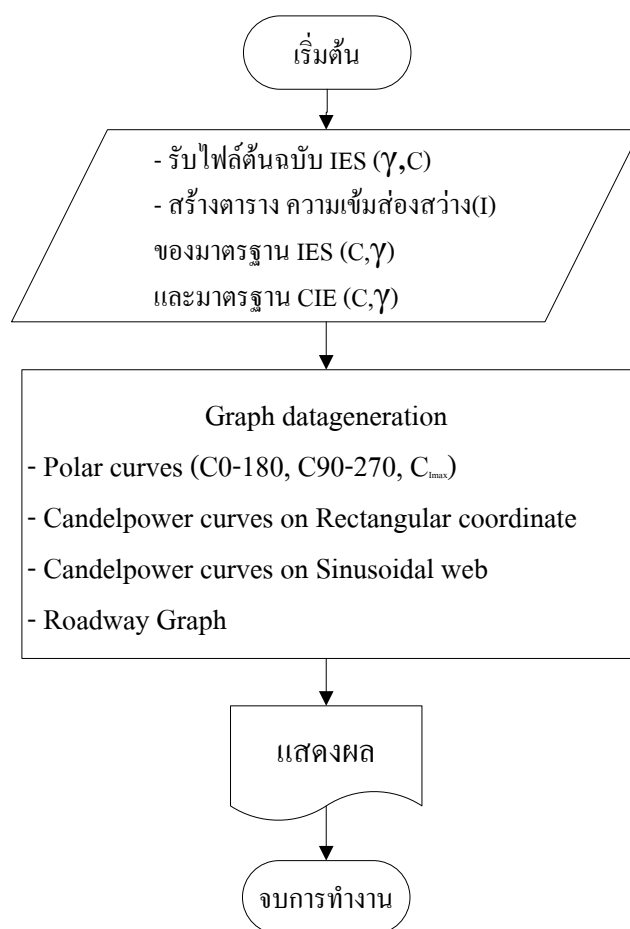 เริ่มต้น
- รับไฟล์ต้นฉบับ IES (γ,C)
- สร้างตาราง ความเข้มส่องสว่าง(I)
ของมาตรฐาน IES (C,γ)
และมาตรฐาน CIE (C,γ)
Graph datageneration
- Polar curves (C0-180, C90-270, C_Imax)
- Candelpower curves on Rectangular coordinate
- Candelpower curves on Sinusoidal web
- Roadway Graph
แสดงผล
จบการทำงาน